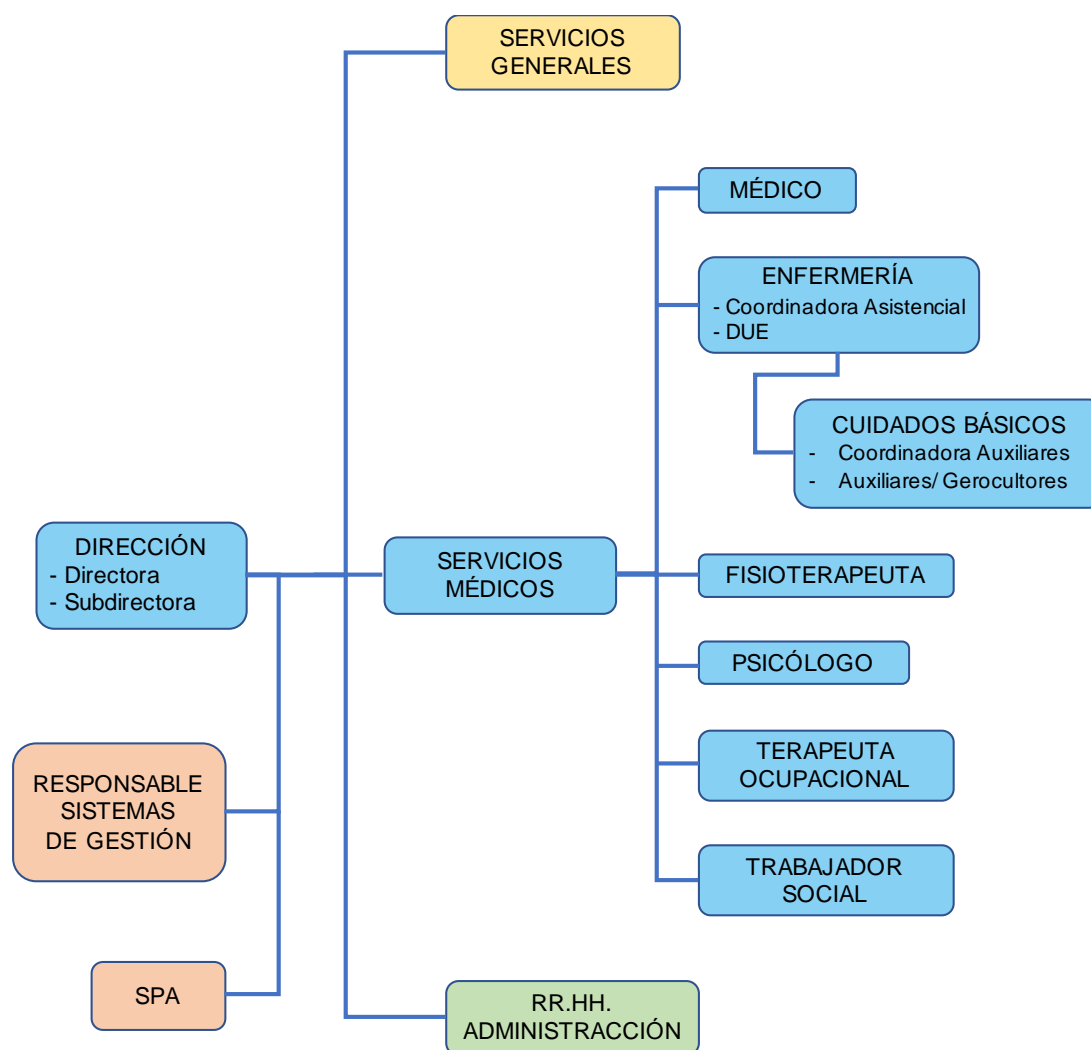 SERVICIOS
GENERALES
MÉDICO
ENFERMERÍA
- Coordinadora Asistencial
- DUE
CUIDADOS BÁSICOS
- Coordinadora Auxiliares
- Auxiliares/ Gerocultores
DIRECCIÓN
- Directora
- Subdirectora
SERVICIOS
MÉDICOS
FISIOTERAPEUTA
PSICÓLOGO
RESPONSABLE
SISTEMAS
DE GESTIÓN
TERAPEUTA
OCUPACIONAL
TRABAJADOR
SOCIAL
SPA
RR.HH.
ADMINISTRACCIÓN